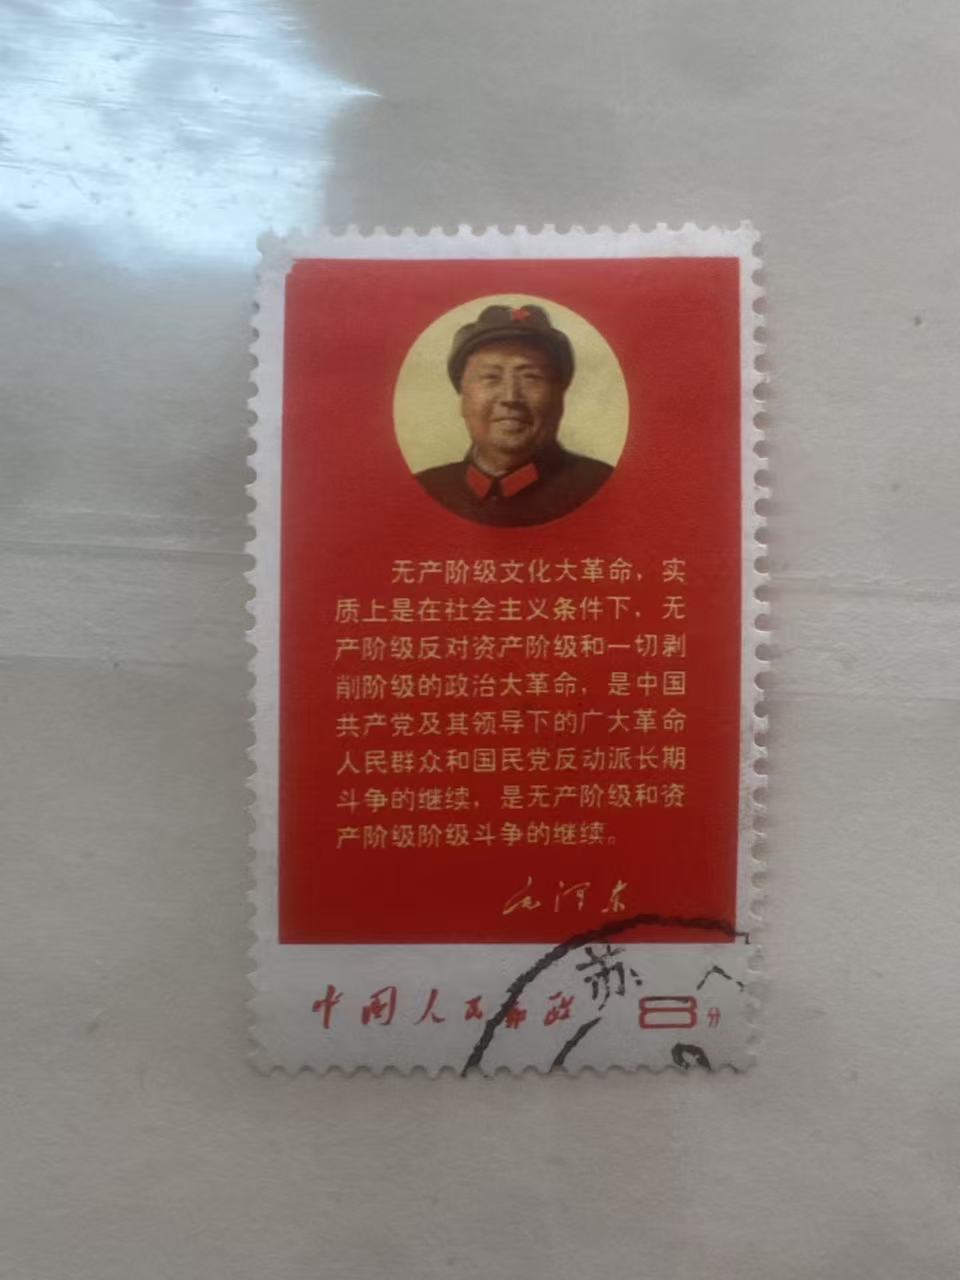 无产阶级文化大革命，实
质上是在社会主义条件下，无
产阶级反对资产阶级和一切剥
削阶级的政治大革命，是中国
共产党及其领导下的广大革命
人民群众和国民党反动派长期
斗争的继续，是无产阶级和资
产阶级阶级斗争的继续。
毛泽东
苏
中国人民邮政 8分